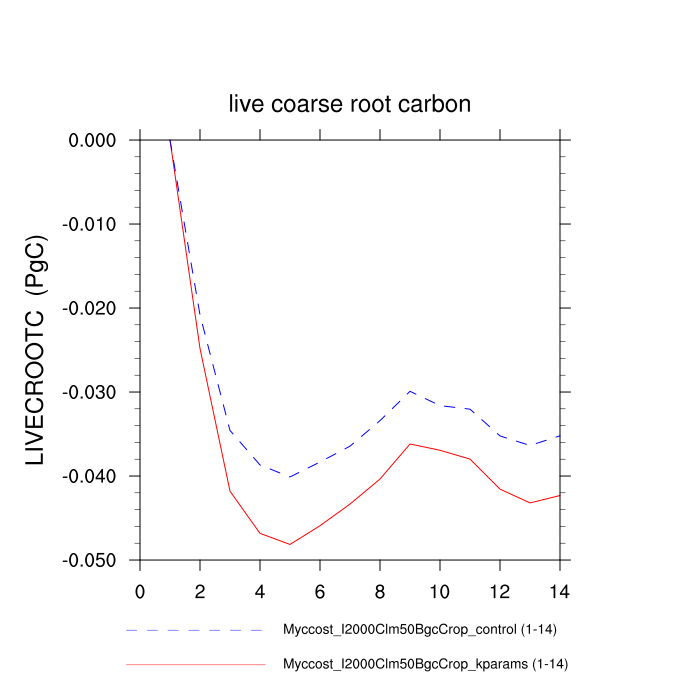 live coarse root carbon
LIVECROOTC (PgC)
0.000
-0.010
-0.020
-0.030
-0.040
-0.050
0 2 4 6 8 10 12 14
Myccost_I2000Clm50BgcCrop_control (1-14)
Myccost_I2000Clm50BgcCrop_kparams (1-14)